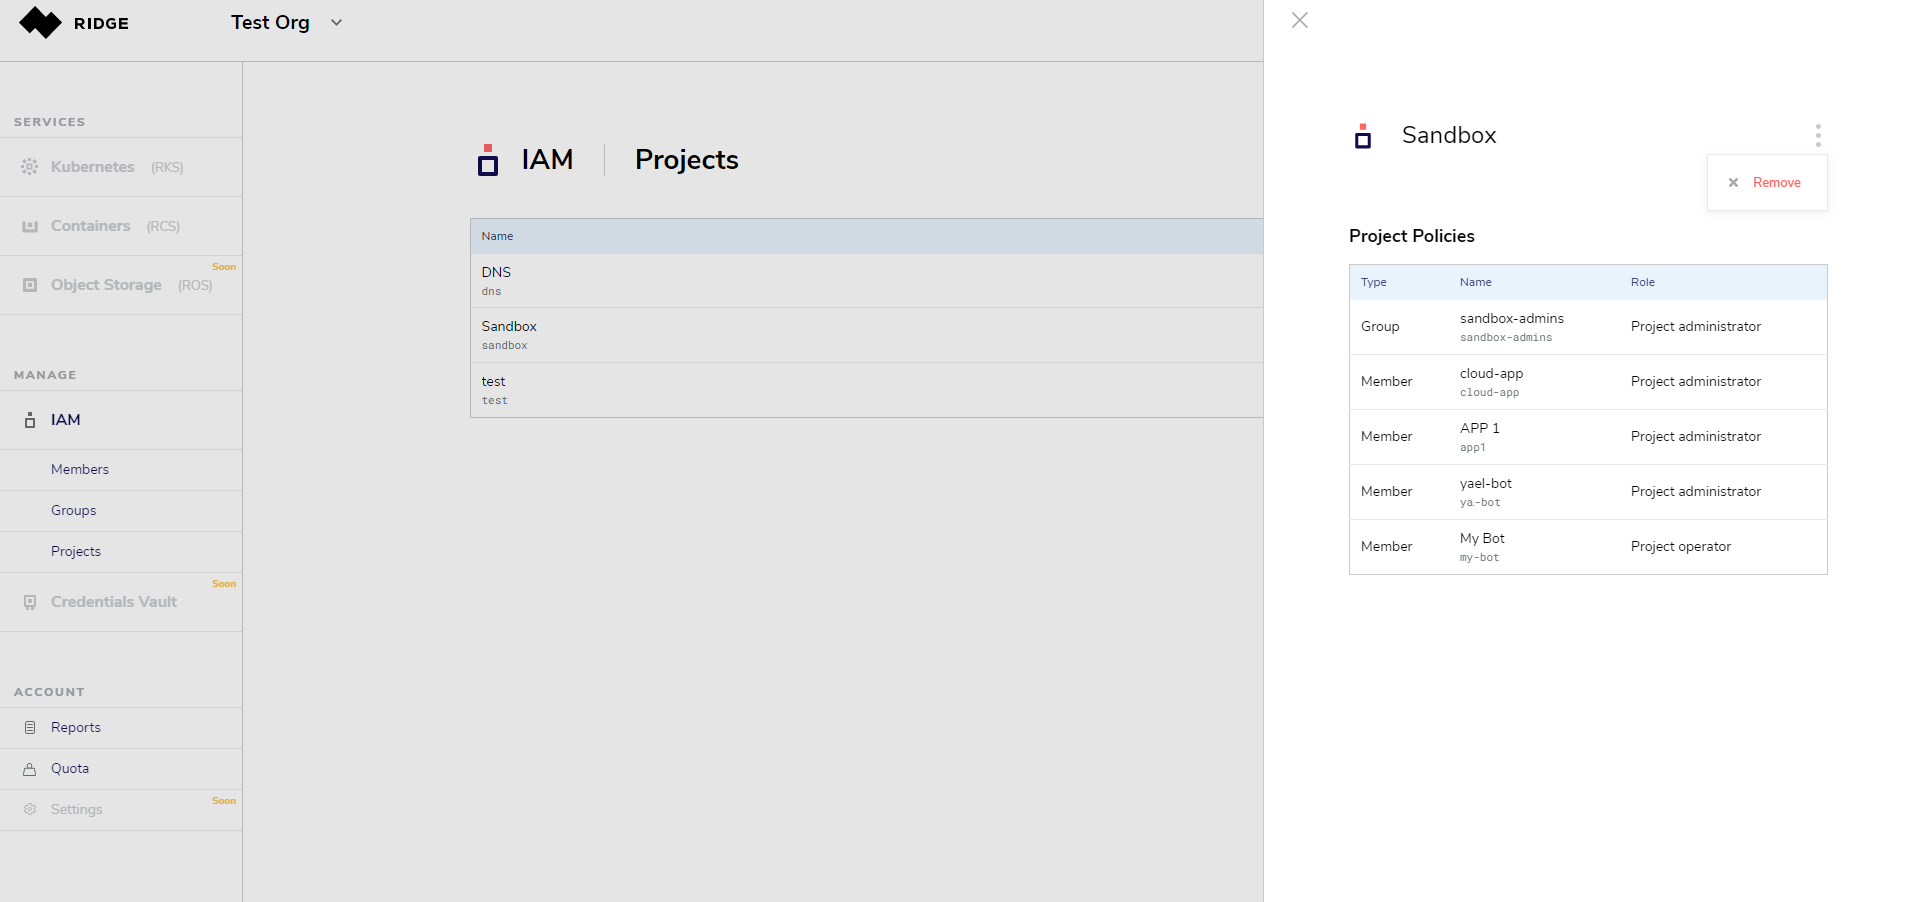 RIDGE
Test Org
SERVICES
Kubernetes (RKS)
Containers (RCS)
Soon
Object Storage (ROS)
MANAGE
IAM
Members
Groups
Projects
Soon
Credentials Vault
ACCOUNT
Reports
Quota
Soon
Settings
IAM Projects
Name
DNS
dns
Sandbox
sandbox
test
test
Sandbox
Remove
Project Policies
Type Name Role
Group sandbox-admins Project administrator
sandbox-admins
Member cloud-app Project administrator
cloud-app
Member APP 1 Project administrator
app1
Member yael-bot Project administrator
ya-bot
Member My Bot Project operator
my-bot